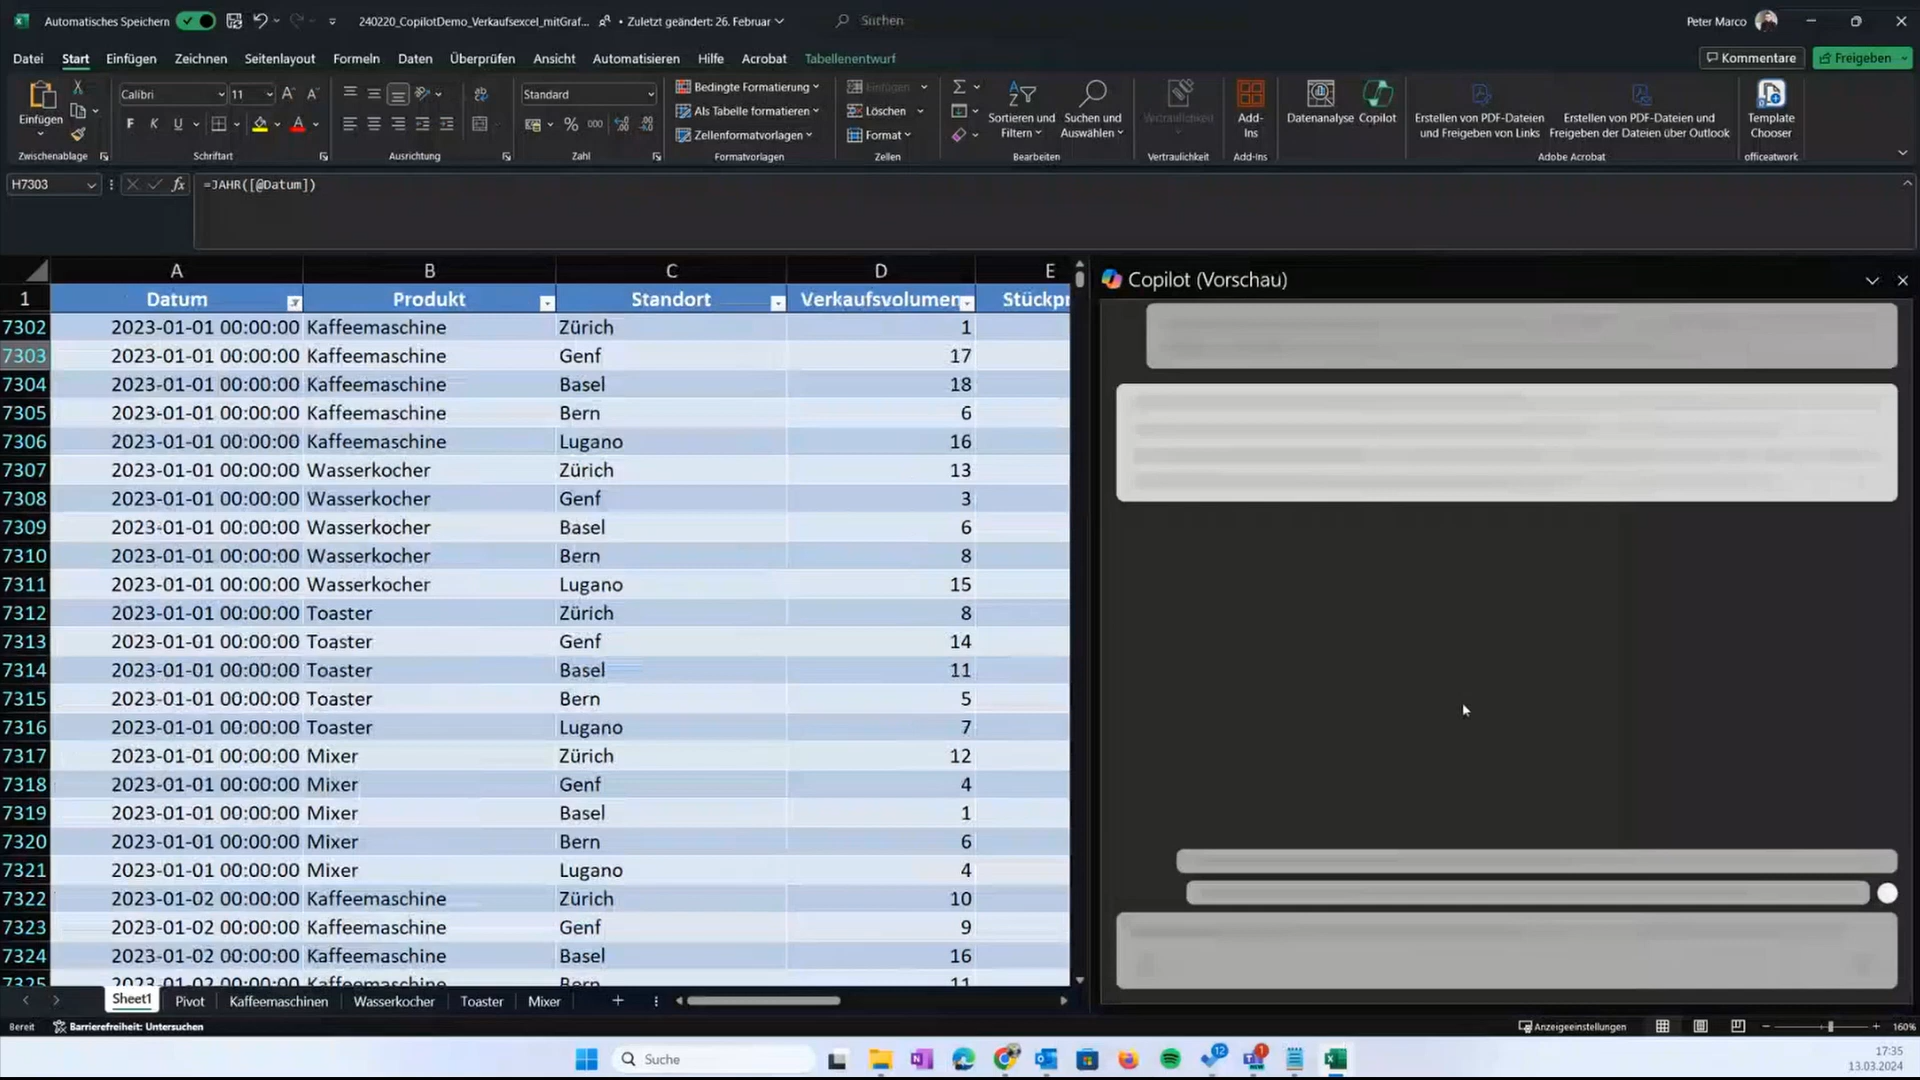 Automatisches Speichern 240220_CopilotDemo_Verkaufsexcel_mitGraf... • Zuletzt geändert: 26. Februar Suchen Peter Marco
Datei Start Einfügen Zeichnen Seitenlayout Formeln Daten Überprüfen Ansicht Automatisieren Hilfe Acrobat Tabellenentwurf Kommentare Freigeben
Einfügen
Zwischenablage
Calibri 11
F K U
Schriftart
Ausrichtung
Standard
% 000
Zahl
Bedingte Formatierung
Als Tabelle formatieren
Zellenformatvorlagen
Formatvorlagen
Einfügen
Löschen
Format
Zellen
Sortieren und Filtern
Suchen und Auswählen
Bearbeiten
Vertraulichkeit
Vertraulichkeit
Add-Ins
Add-Ins
Datenanalyse
Copilot
Erstellen von PDF-Dateien und Freigeben von Links
Erstellen von PDF-Dateien und Freigeben der Dateien über Outlook
Adobe Acrobat
Template Chooser
officeatwork
H7303 fx =JAHR([@Datum])
A B C D E
1 Datum Produkt Standort Verkaufsvolumen Stückpr
7302 2023-01-01 00:00:00 Kaffeemaschine Zürich 1
7303 2023-01-01 00:00:00 Kaffeemaschine Genf 17
7304 2023-01-01 00:00:00 Kaffeemaschine Basel 18
7305 2023-01-01 00:00:00 Kaffeemaschine Bern 6
7306 2023-01-01 00:00:00 Kaffeemaschine Lugano 16
7307 2023-01-01 00:00:00 Wasserkocher Zürich 13
7308 2023-01-01 00:00:00 Wasserkocher Genf 3
7309 2023-01-01 00:00:00 Wasserkocher Basel 6
7310 2023-01-01 00:00:00 Wasserkocher Bern 8
7311 2023-01-01 00:00:00 Wasserkocher Lugano 15
7312 2023-01-01 00:00:00 Toaster Zürich 8
7313 2023-01-01 00:00:00 Toaster Genf 14
7314 2023-01-01 00:00:00 Toaster Basel 11
7315 2023-01-01 00:00:00 Toaster Bern 5
7316 2023-01-01 00:00:00 Toaster Lugano 7
7317 2023-01-01 00:00:00 Mixer Zürich 12
7318 2023-01-01 00:00:00 Mixer Genf 4
7319 2023-01-01 00:00:00 Mixer Basel 1
7320 2023-01-01 00:00:00 Mixer Bern 6
7321 2023-01-01 00:00:00 Mixer Lugano 4
7322 2023-01-02 00:00:00 Kaffeemaschine Zürich 10
7323 2023-01-02 00:00:00 Kaffeemaschine Genf 9
7324 2023-01-02 00:00:00 Kaffeemaschine Basel 16
7325 2023-01-02 00:00:00 Kaffeemaschine Bern 11
Copilot (Vorschau)
Sheet1 Pivot Kaffeemaschinen Wasserkocher Toaster Mixer
Bereit Barrierefreiheit: Untersuchen Anzeigeeinstellungen 160%
Suche 12 1 17:35
13.03.2024